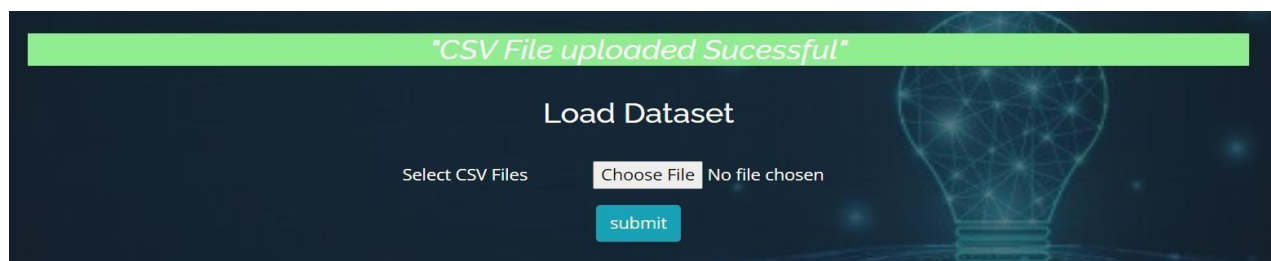 "CSV File uploaded Sucessful"
Load Dataset
Select CSV Files Choose File No file chosen
submit